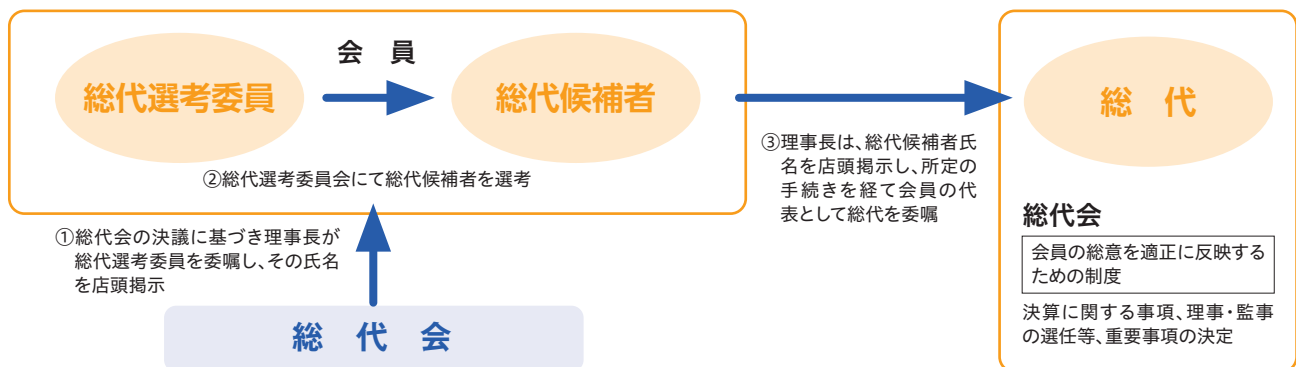 会 員
総代選考委員
総代候補者
②総代選考委員会にて総代候補者を選考
①総代会の決議に基づき理事長が
総代選考委員を委嘱し、その氏名
を店頭掲示
総 代 会
③理事長は、総代候補者氏
名を店頭掲示し、所定の
手続きを経て会員の代
表として総代を委嘱
総 代
総代会
会員の総意を適正に反映する
ための制度
決算に関する事項、理事・監事
の選任等、重要事項の決定